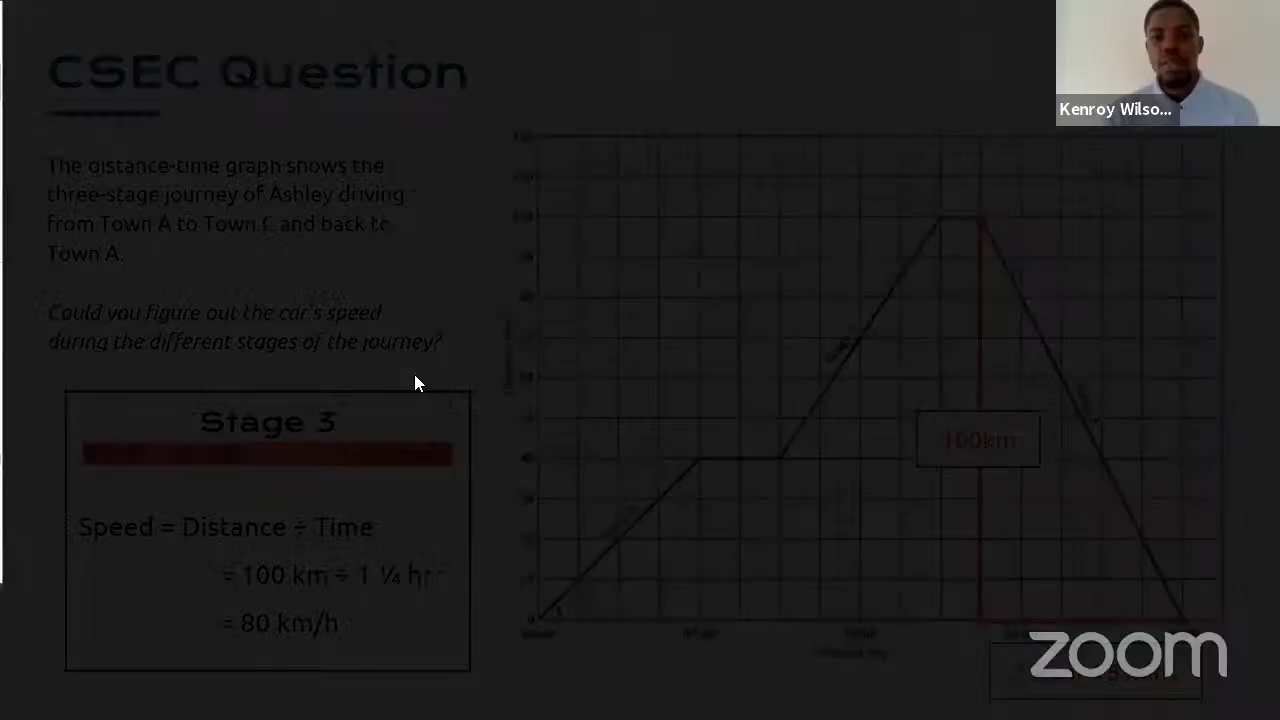 CSEC Question
Kenroy Wilso...
The distance-time graph shows the
three-stage journey of Ashley driving
from Town A to Town C and back to
Town A.
Could you figure out the car's speed
during the different stages of the journey?
Stage 3
Speed = Distance ÷ Time
= 100 km ÷ 1 ¼ hr
= 80 km/h
100km
zoom